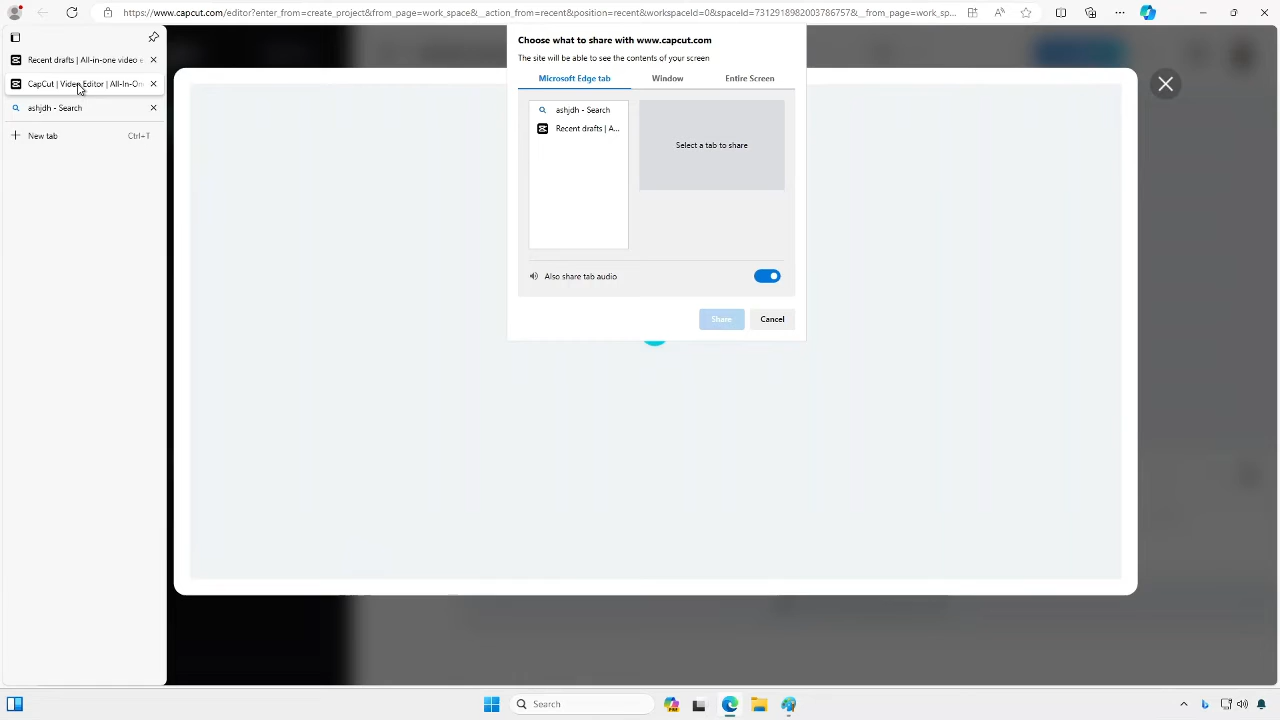 https://www.capcut.com/editor?enter_from=create_project&from_page=work_space&__action_from=recent&position=recent&workspaceId=0&spaceId=7312918982003786757&__from_page=work_sp...
Recent drafts | All-in-one video e
CapCut | Video Editor | All-In-On
ashjdh - Search
New tab
Ctrl+T
Choose what to share with www.capcut.com
The site will be able to see the contents of your screen
Microsoft Edge tab
Window
Entire Screen
ashjdh - Search
Recent drafts | A...
Select a tab to share
Also share tab audio
Share
Cancel
Search